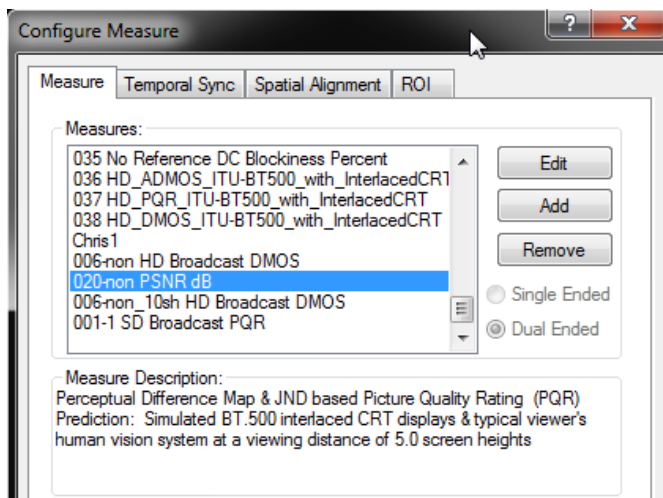 Configure Measure
?
X
Measure Temporal Sync Spatial Alignment ROI
Measures:
035 No Reference DC Blockiness Percent
036 HD_ADMOS_ITU-BT500_with_InterlacedCRT
037 HD_PQR_ITU-BT500_with_InterlacedCRT
038 HD_DMOS_ITU-BT500_with_InterlacedCRT
Chris1
006-non HD Broadcast DMOS
020-non PSNR dB
006-non_10sh HD Broadcast DMOS
001-1 SD Broadcast PQR
Edit
Add
Remove
Single Ended
Dual Ended
Measure Description:
Perceptual Difference Map & JND based Picture Quality Rating (PQR)
Prediction: Simulated BT.500 interlaced CRT displays & typical viewer's
human vision system at a viewing distance of 5.0 screen heights